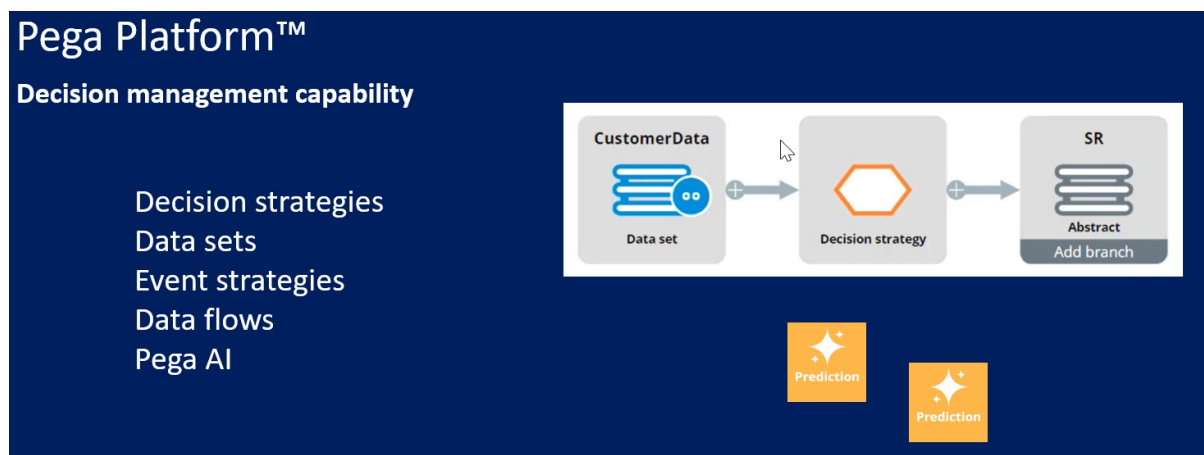 Pega Platform™
Decision management capability
Decision strategies
Data sets
Event strategies
Data flows
Pega AI
CustomerData
Data set
Decision strategy
SR
Abstract
Add branch
Prediction
Prediction